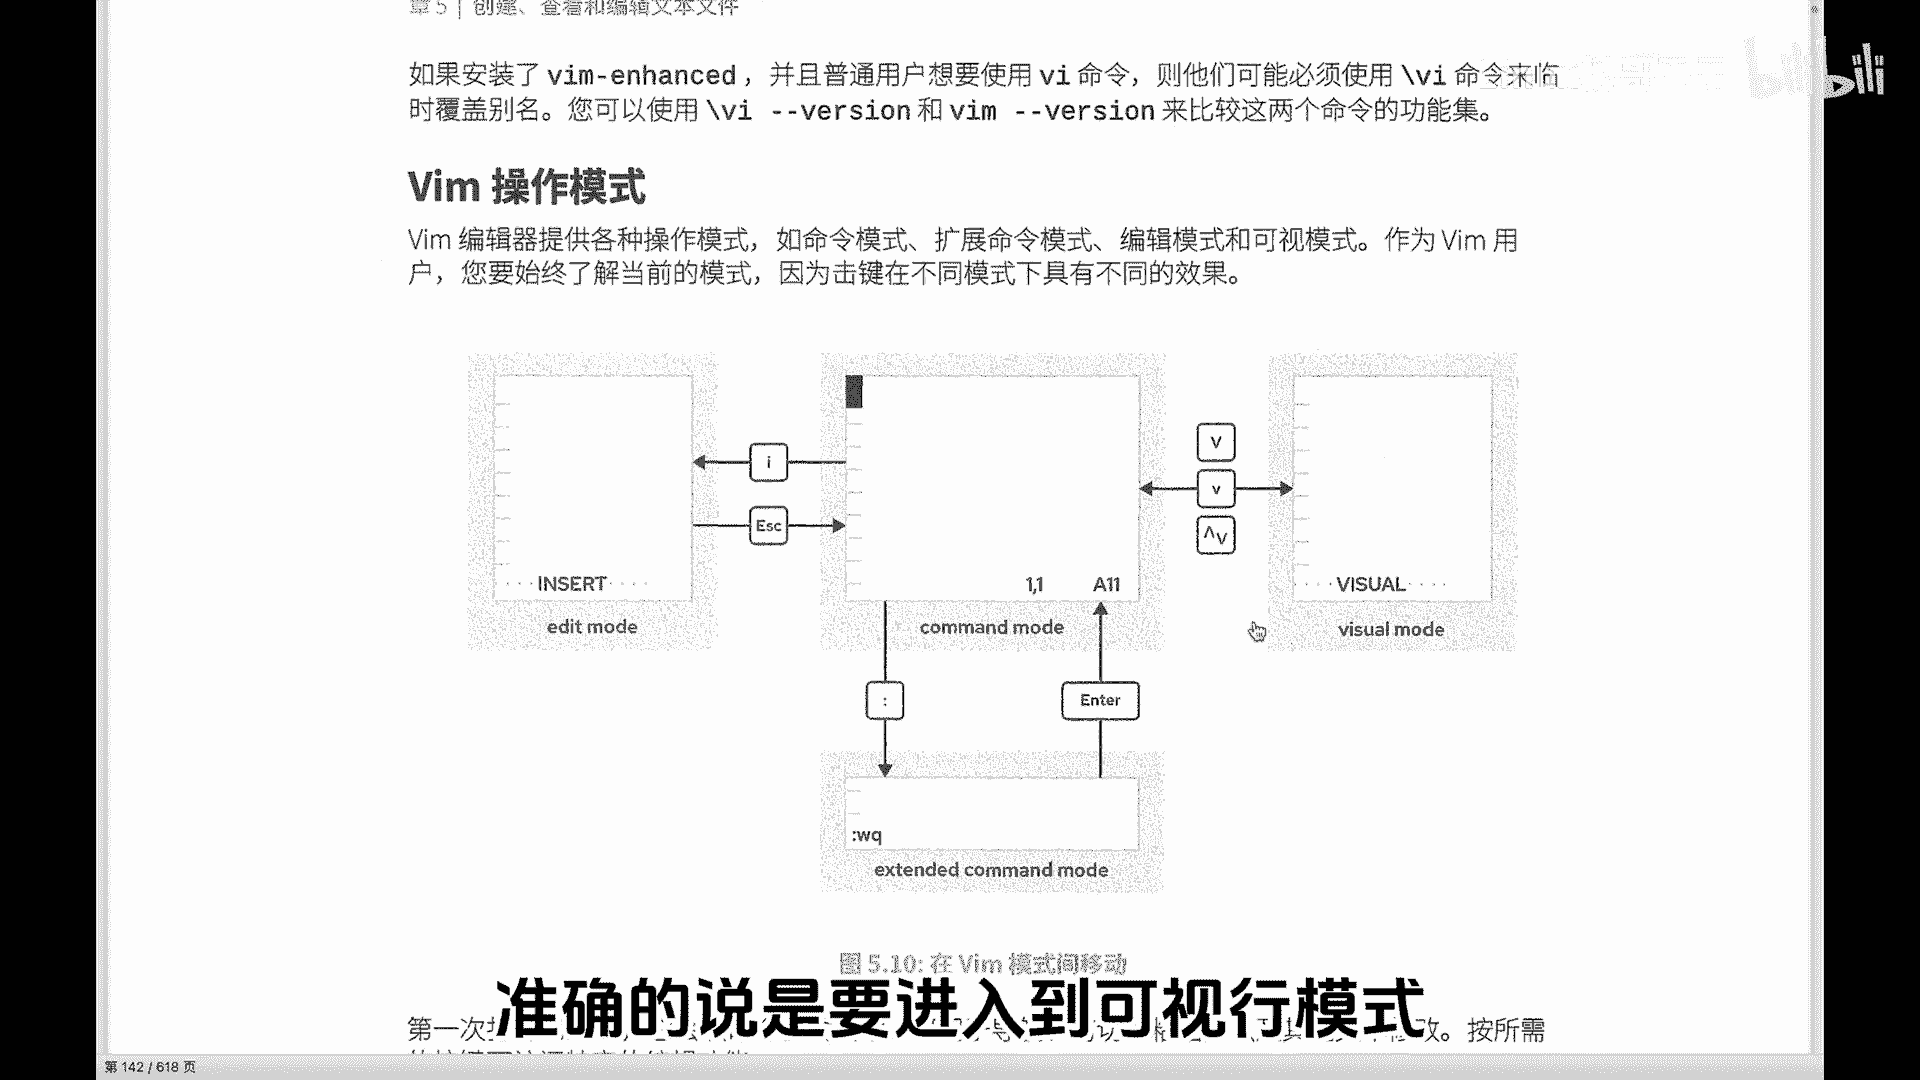 章 5 | 创建、查看和编辑文本文件
bilibili
如果安装了 vim-enhanced ，并且普通用户想要使用 vi 命令，则他们可能必须使用 \vi 命令来临
时覆盖别名。您可以使用 \vi --version 和 vim --version 来比较这两个命令的功能集。
Vim 操作模式
Vim 编辑器提供各种操作模式，如命令模式、扩展命令模式、编辑模式和可视模式。作为 Vim 用
户，您要始终了解当前的模式，因为击键在不同模式下具有不同的效果。
V
i
v
Esc
^V
INSERT
1,1 A11
VISUAL
edit mode
command mode
visual mode
:
Enter
:wq
extended command mode
图 5.10: 在 Vim 模式间移动
准确的说是要进入到可视行模式
第一次
改。按所需
第 142 / 618 页